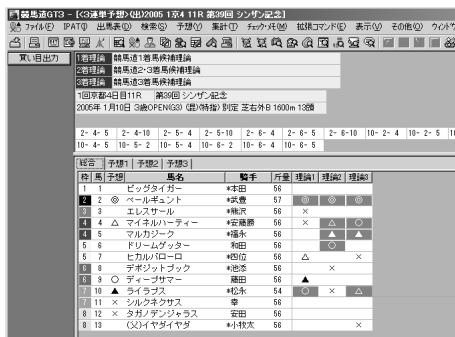 競馬道GT3 - [<3連単予想>(出)2005 1京4 11R 第39回 シンザン記念]
ファイル(F) IPAT(I) 出馬表(D) 検索(S) 予想(Y) 集計(T) チェック・メモ(M) 拡張コマンド(E) 表示(V) その他(O) ウィンドウ
買い目出力
1着理論 競馬道1着馬候補理論
2着理論 競馬道2・3着馬候補理論
3着理論 競馬道3着馬候補理論
1回京都4日目11R 第39回 シンザン記念
2005年 1月10日 3歳OPEN(G3) (混)(特指) 別定 芝右外B 1600m 13頭
2- 4- 5 2- 4-10 2- 5- 4 2- 5-10 2- 6- 4 2- 6- 5 2- 6-10 10- 2- 4 10- 2- 5
10- 4- 5 10- 5- 2 10- 5- 4 10- 6- 2 10- 6- 4 10- 6- 5
総合 予想1 予想2 予想3
枠 馬 予想 馬名 騎手 斤量 理論1 理論2 理論3
1 1 ビッグタイガー *本田 56
2 2 ◎ ペールギュント *武豊 57 ◎ ◎ ◎
3 3 エレスサール *熊沢 56 ×
4 4 △ マイネルハーティー *安藤勝 56 × △ ○
4 5 マルカジーク *福永 56 ▲ ▲
5 6 ドリームゲッター 和田 56 ○
5 7 ヒカルバローロ *四位 56 △ ×
6 8 デポジットブック *池添 56 ×
6 9 ○ ディープサマー 藤田 56 ▲
7 10 ▲ ライラプス *松永 54 ○ × △
7 11 × シルクネクサス 幸 56
8 12 × タガノデンジャラス 安田 56
8 13 (父)イヤダイヤダ *小牧太 56 ×